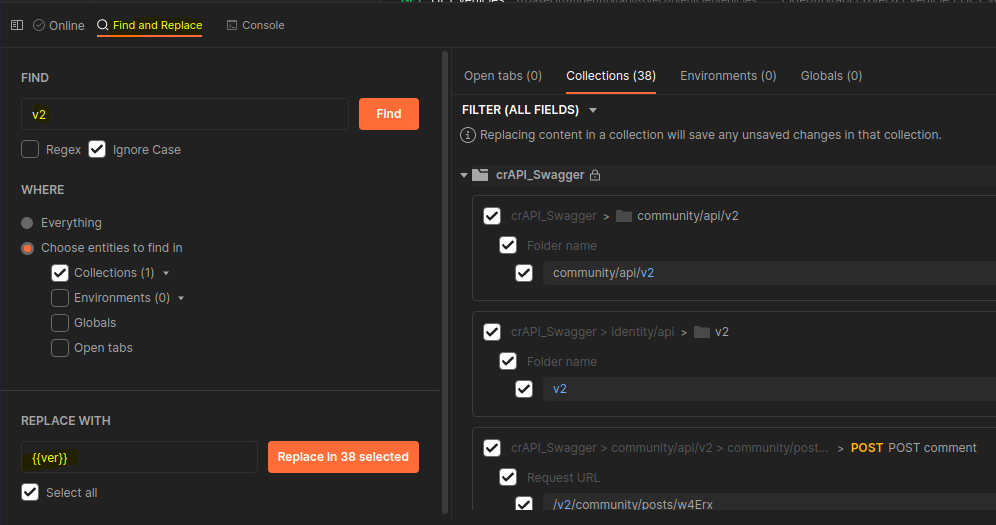 Online Find and Replace Console
FIND
v2 Find
Regex Ignore Case
WHERE
Everything
Choose entities to find in
Collections (1)
Environments (0)
Globals
Open tabs
REPLACE WITH
{{ver}} Replace in 38 selected
Select all
Open tabs (0) Collections (38) Environments (0) Globals (0)
FILTER (ALL FIELDS)
Replacing content in a collection will save any unsaved changes in that collection.
crAPI_Swagger
crAPI_Swagger > community/api/v2
Folder name
community/api/v2
crAPI_Swagger > identity/api > v2
Folder name
v2
crAPI_Swagger > community/api/v2 > community/post... > POST POST comment
Request URL
/v2/community/posts/w4Erx